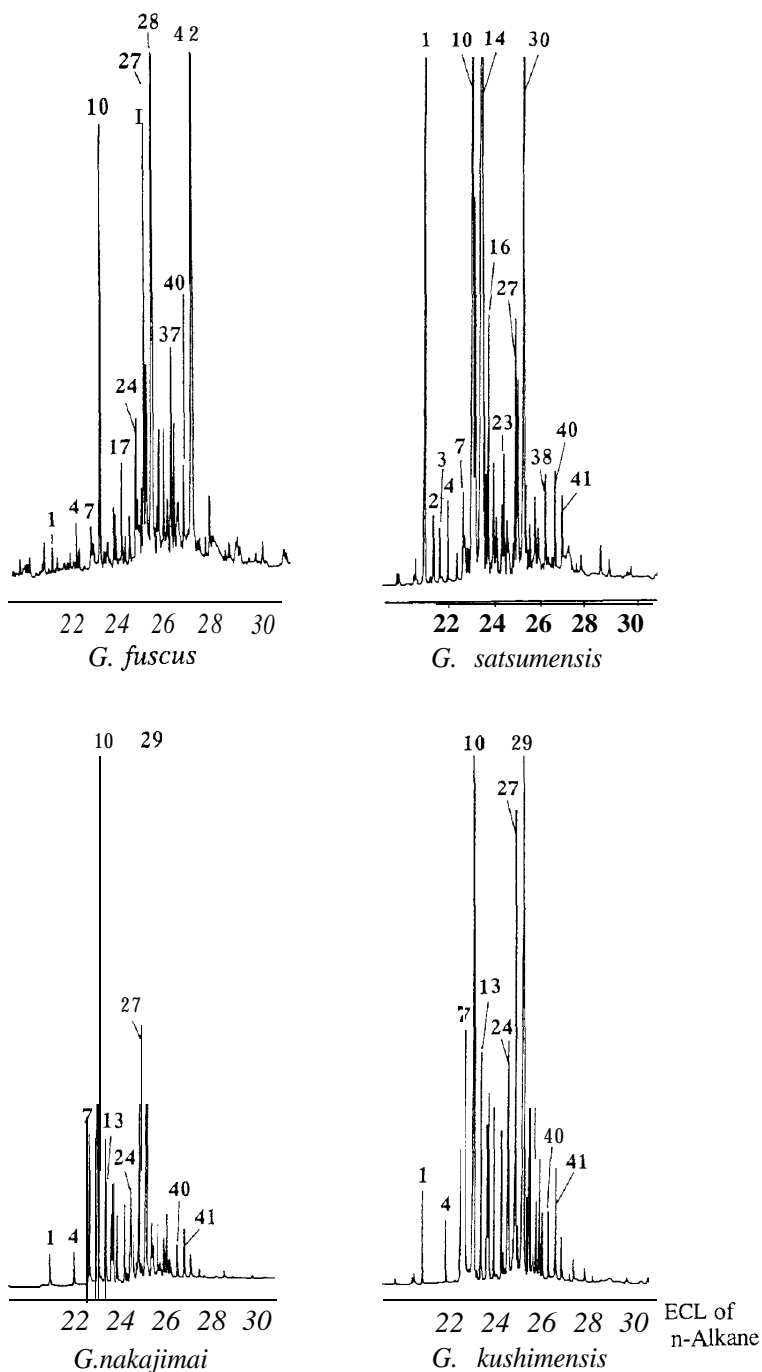 28 42
27
10 I
40
37
24
17
1 4 7
22 24 26 28 30
G. fuscus
1 10 14 30
16
27
3 7 23 40
2 4 38 41
22 24 26 28 30
G. satsumensis
10 29
27
7 13
24
40
1 4 41
22 24 26 28 30
G.nakajimai
10 29
27
13
7 24
40
1 41
4
22 24 26 28 30 ECL of
n-Alkane
G. kushimensis